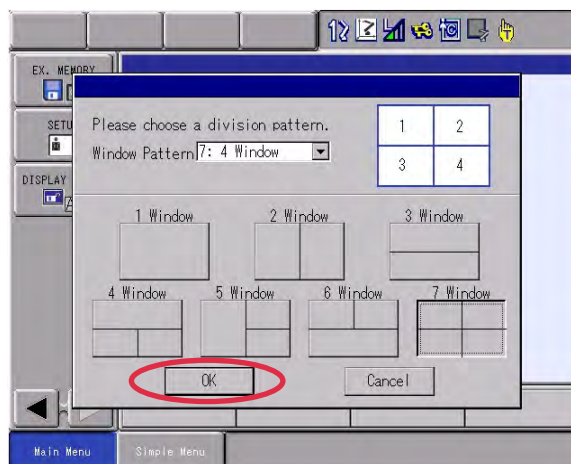 EX. MEMORY
Please choose a division pattern.
Window Pattern 7: 4 Window
1 2
3 4
DISPLAY
1 Window 2 Window 3 Window
4 Window 5 Window 6 Window 7 Window
OK Cancel
Main Menu Simple Menu